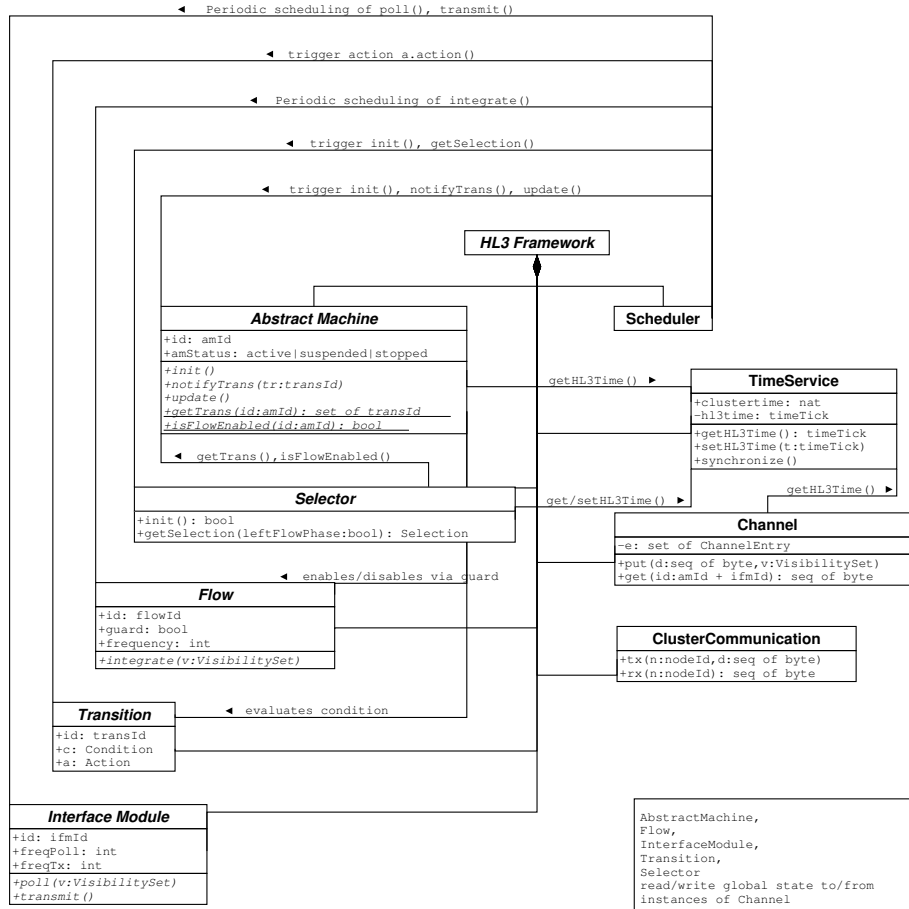 ◄ Periodic scheduling of poll(), transmit()
◄ trigger action a.action()
◄ Periodic scheduling of integrate()
◄ trigger init(), getSelection()
◄ trigger init(), notifyTrans(), update()
HL3 Framework
Abstract Machine
+id: amId
+amStatus: active|suspended|stopped
+init()
+notifyTrans(tr:transId)
+update()
+getTrans(id:amId): set of transId
+isFlowEnabled(id:amId): bool
Scheduler
getHL3Time() ►
TimeService
+clustertime: nat
-hl3time: timeTick
+getHL3Time(): timeTick
+setHL3Time(t:timeTick)
+synchronize()
◄ getTrans(),isFlowEnabled()
Selector
+init(): bool
+getSelection(leftFlowPhase:bool): Selection
get/setHL3Time() ►
getHL3Time() ►
Channel
-e: set of ChannelEntry
+put(d:seq of byte,v:VisibilitySet)
+get(id:amId + ifmId): seq of byte
◄ enables/disables via guard
Flow
+id: flowId
+guard: bool
+frequency: int
+integrate(v:VisibilitySet)
ClusterCommunication
+tx(n:nodeId,d:seq of byte)
+rx(n:nodeId): seq of byte
◄ evaluates condition
Transition
+id: transId
+c: Condition
+a: Action
Interface Module
+id: ifmId
+freqPoll: int
+freqTx: int
+poll(v:VisibilitySet)
+transmit()
AbstractMachine,
Flow,
InterfaceModule,
Transition,
Selector
read/write global state to/from
instances of Channel